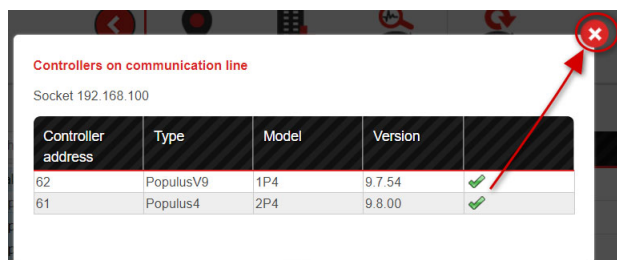 Controllers on communication line
Socket 192.168.100
Controller address Type Model Version
62 PopulusV9 1P4 9.7.54
61 Populus4 2P4 9.8.00